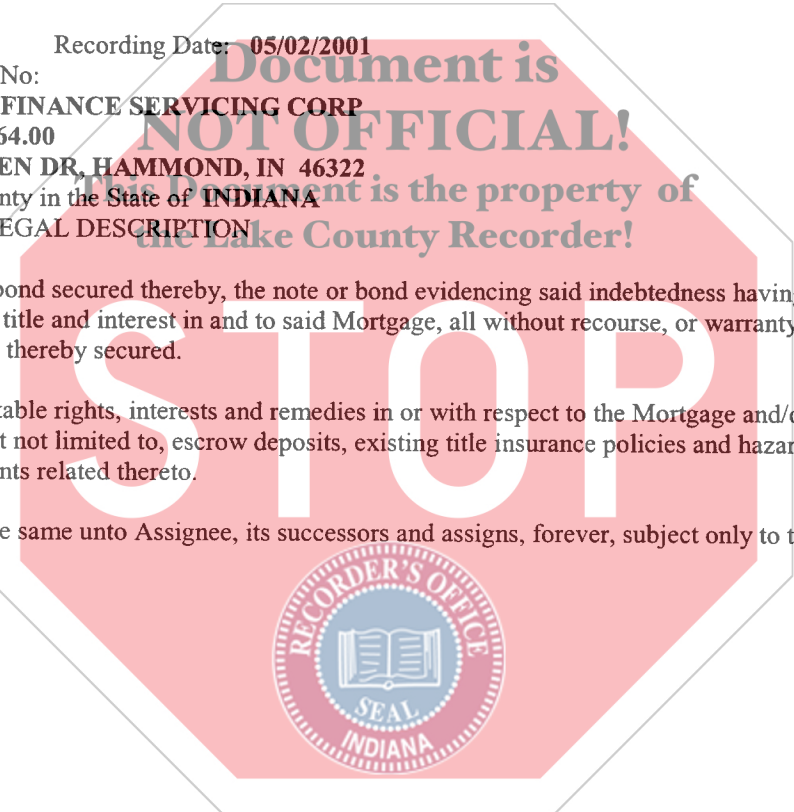 Recording Date: 05/02/2001
No:
FINANCE SERVICING CORP
64.00
EN DR, HAMMOND, IN 46322
nty in the State of INDIANA
EGAL DESCRIPTION
Document is
NOT OFFICIAL!
This Document is the property of
the Lake County Recorder!
ond secured thereby, the note or bond evidencing said indebtedness having
title and interest in and to said Mortgage, all without recourse, or warranty
thereby secured.
table rights, interests and remedies in or with respect to the Mortgage and/
t not limited to, escrow deposits, existing title insurance policies and hazar
nts related thereto.
e same unto Assignee, its successors and assigns, forever, subject only to t
STOP
RECORDER'S OFFICE
SEAL
INDIANA